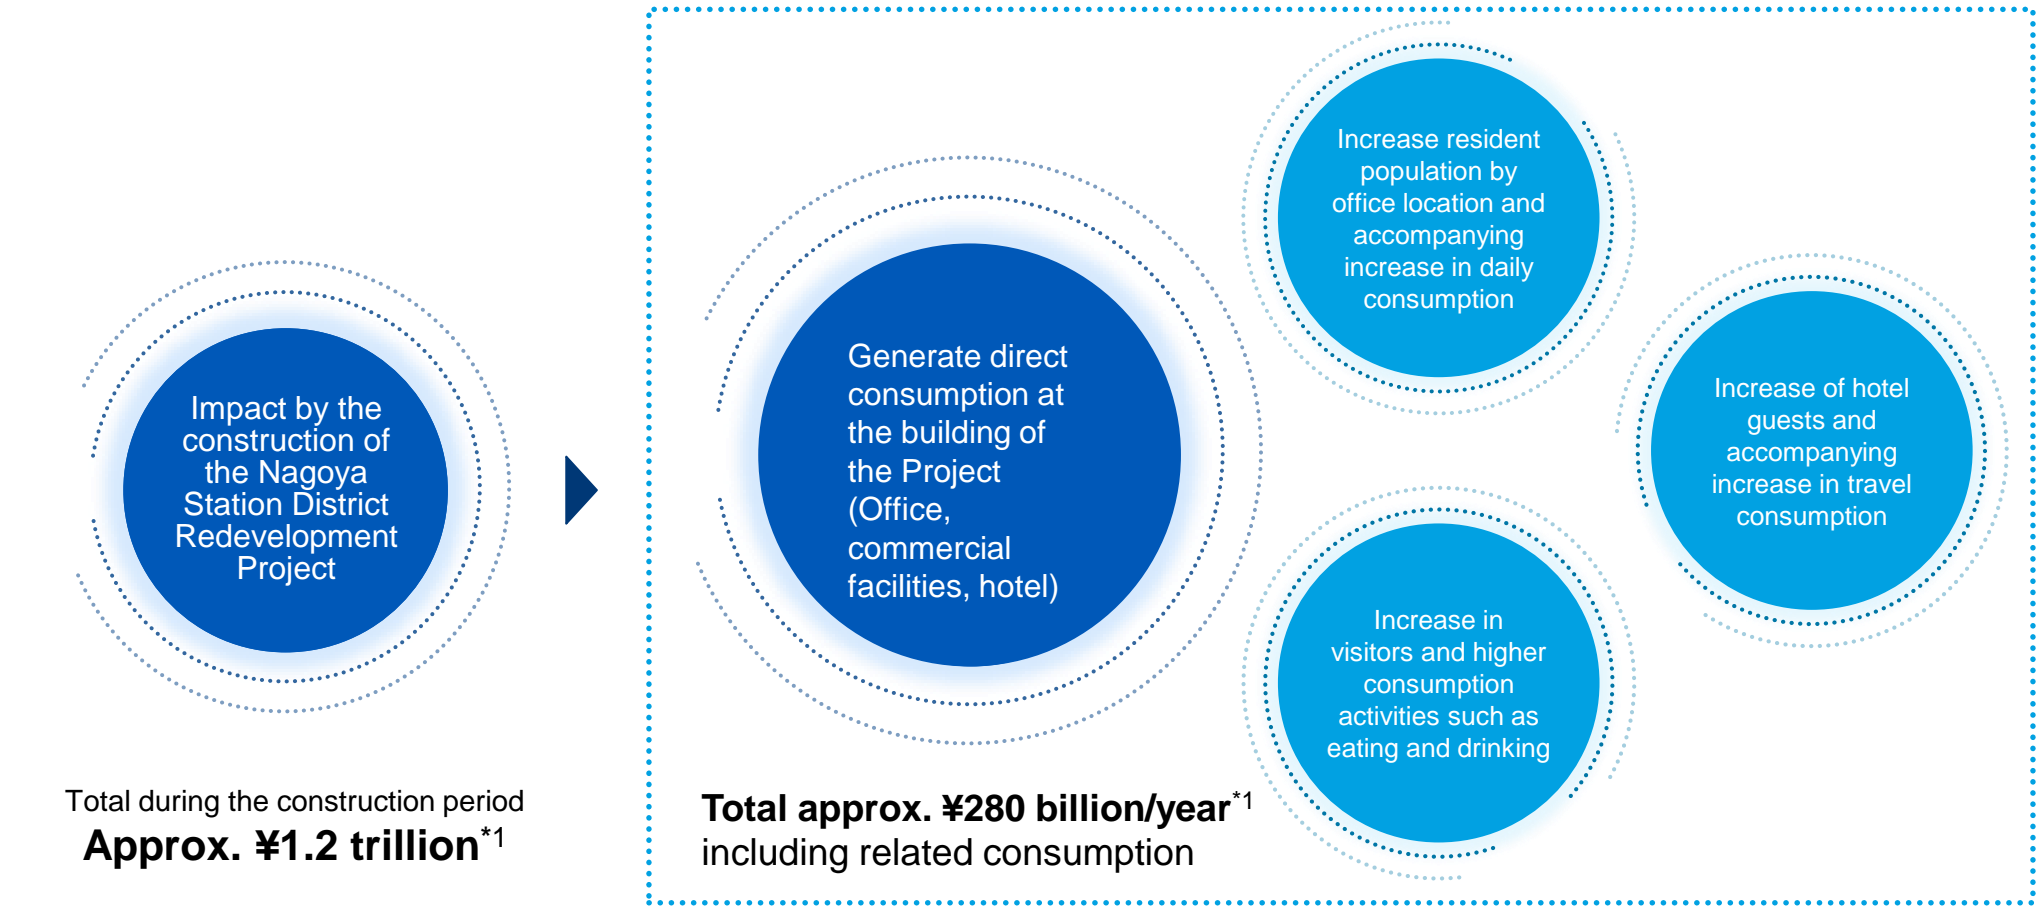 Impact by the
construction of
the Nagoya
Station District
Redevelopment
Project
Total during the construction period
Approx. ¥1.2 trillion*1
Generate direct
consumption at
the building of
the Project
(Office,
commercial
facilities, hotel)
Total approx. ¥280 billion/year*1
including related consumption
Increase resident
population by
office location and
accompanying
increase in daily
consumption
Increase of hotel
guests and
accompanying
increase in travel
consumption
Increase in
visitors and higher
consumption
activities such as
eating and drinking